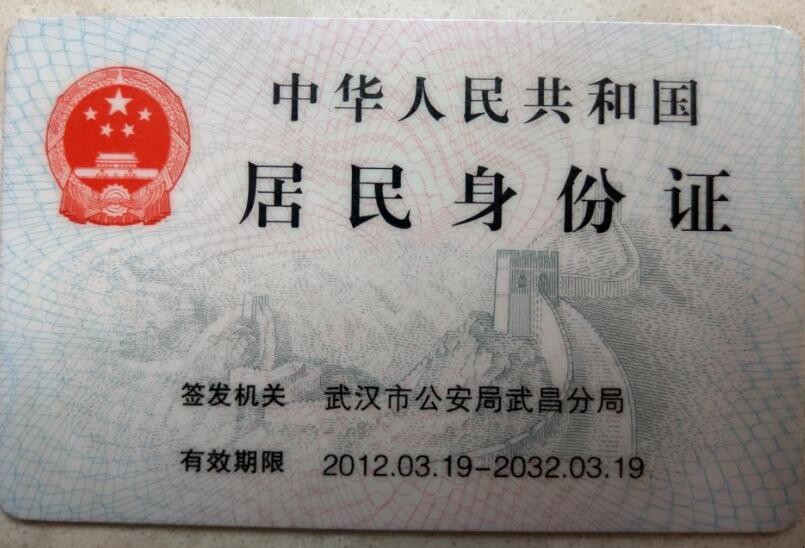 中华人民共和国
居民身份证
签发机关 武汉市公安局武昌分局
有效期限 2012.03.19-2032.03.19